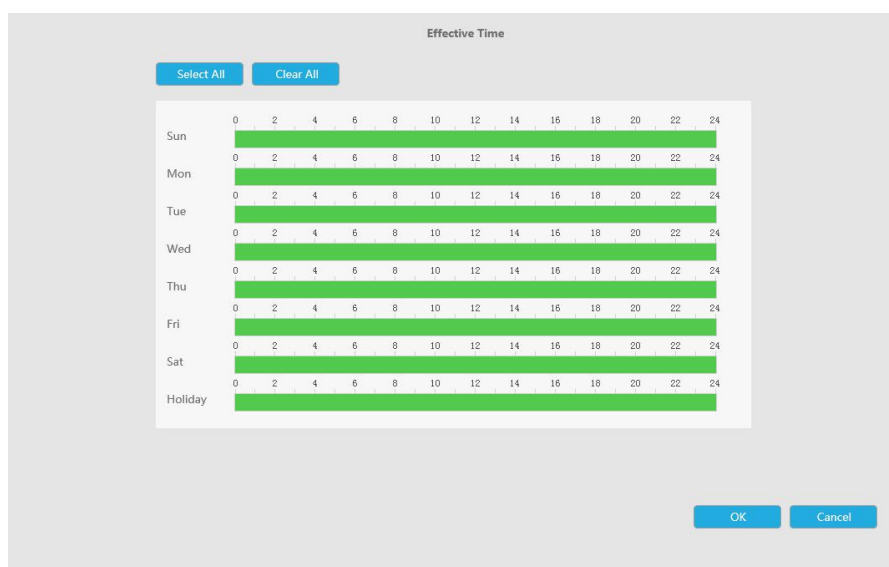 Effective Time
Select All Clear All
0 2 4 6 8 10 12 14 16 18 20 22 24
Sun
0 2 4 6 8 10 12 14 16 18 20 22 24
Mon
0 2 4 6 8 10 12 14 16 18 20 22 24
Tue
0 2 4 6 8 10 12 14 16 18 20 22 24
Wed
0 2 4 6 8 10 12 14 16 18 20 22 24
Thu
0 2 4 6 8 10 12 14 16 18 20 22 24
Fri
0 2 4 6 8 10 12 14 16 18 20 22 24
Sat
0 2 4 6 8 10 12 14 16 18 20 22 24
Holiday
OK Cancel